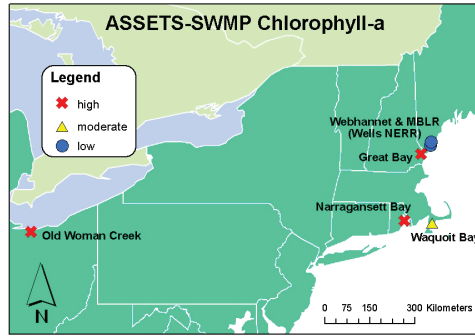 ASSETS-SWMP Chlorophyll-a
Legend
high
moderate
low
Webhannet & MBLR
(Wells NERR)
Great Bay
Narragansett Bay
Waquoit Bay
Old Woman Creek
N
0 75 150 300 Kilometers